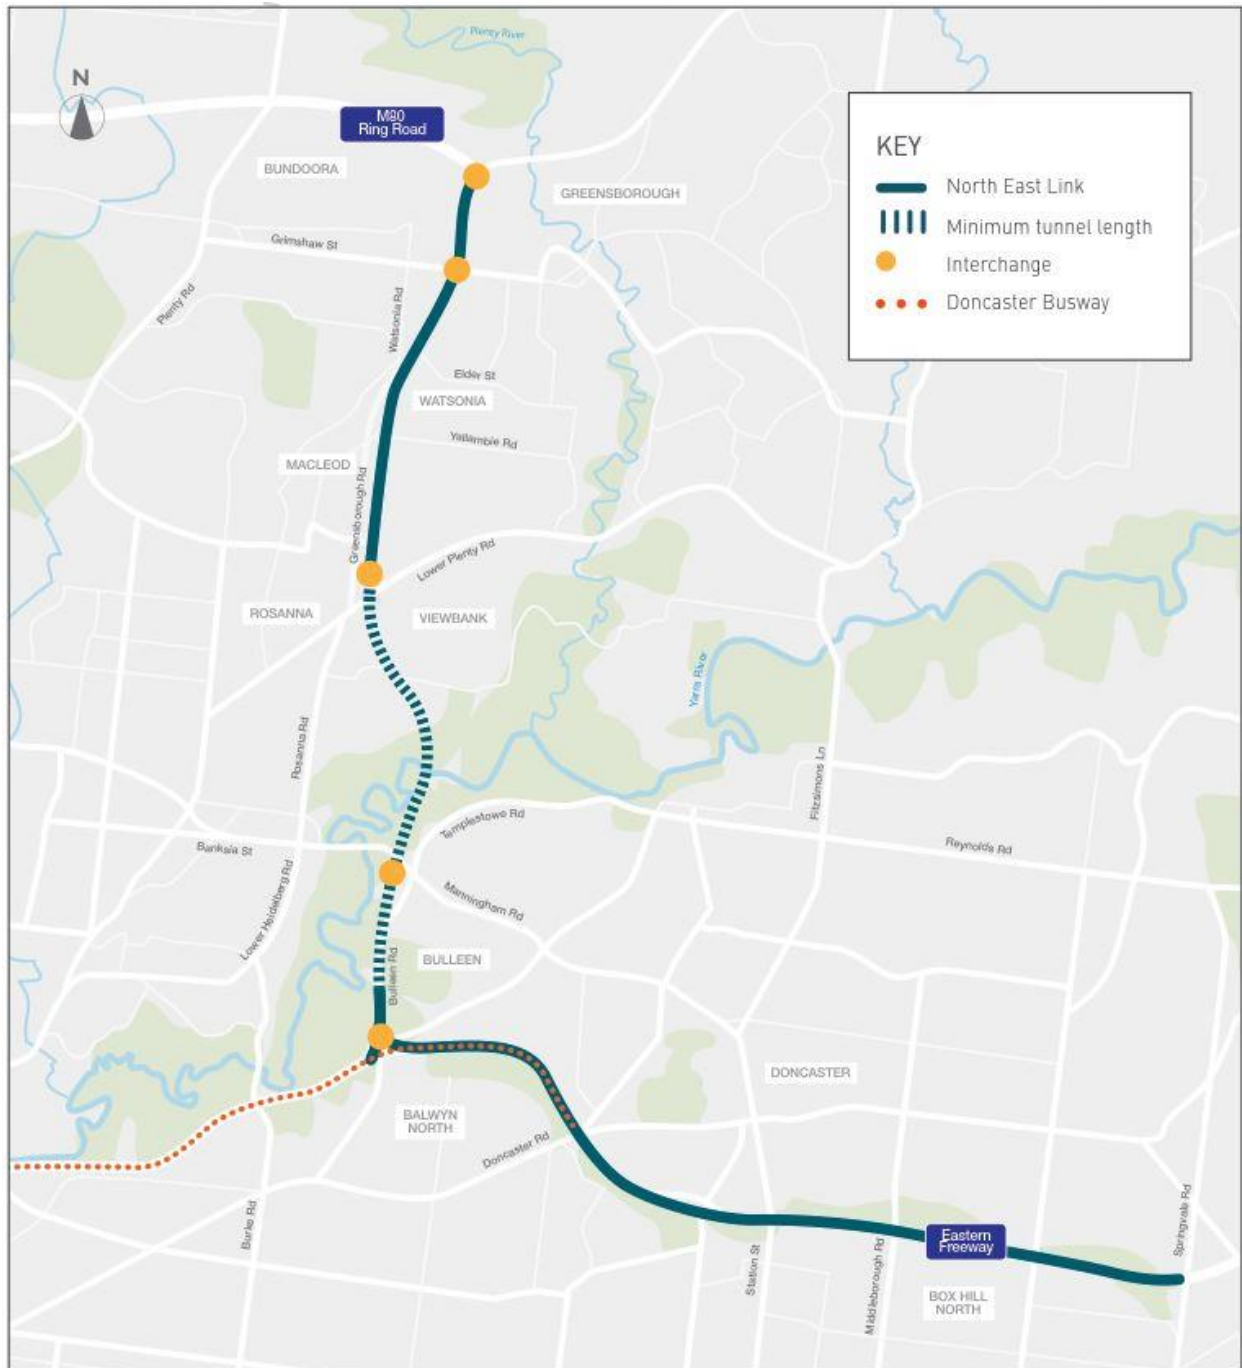 Plenty River
N
M80
Ring Road
BUNDOORA
GREENSBOROUGH
KEY
North East Link
Minimum tunnel length
Interchange
Doncaster Busway
Grimshaw St
Plenty Rd
Watsonia Rd
Elder St
WATSONIA
Yallambie Rd
MACLEOD
Greensborough Rd
Lower Plenty Rd
ROSANNA
VIEWBANK
Yarra River
Rosanna Rd
Fitzsimons Ln
Templestowe Rd
Banksia St
Reynolds Rd
Manningham Rd
Lower Heidelberg Rd
BULLEEN
Bulleen Rd
DONCASTER
BALWYN
NORTH
Doncaster Rd
Burke Rd
Springvale Rd
Eastern
Freeway
Station St
Middleborough Rd
BOX HILL
NORTH